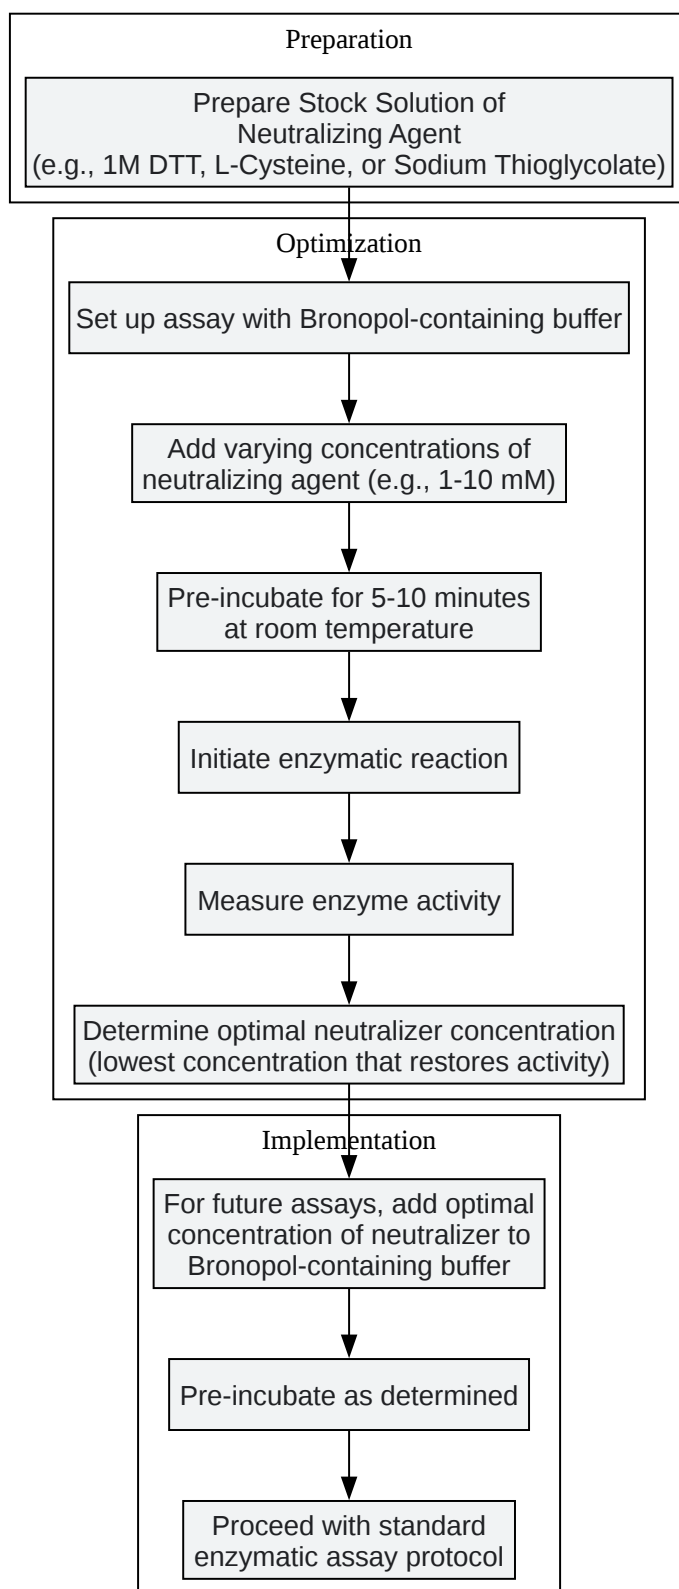 Preparation
Prepare Stock Solution of
Neutralizing Agent
(e.g., 1M DTT, L-Cysteine, or Sodium Thioglycolate)
Optimization
Set up assay with Bronopol-containing buffer
Add varying concentrations of
neutralizing agent (e.g., 1-10 mM)
Pre-incubate for 5-10 minutes
at room temperature
Initiate enzymatic reaction
Measure enzyme activity
Determine optimal neutralizer concentration
(lowest concentration that restores activity)
Implementation
For future assays, add optimal
concentration of neutralizer to
Bronopol-containing buffer
Pre-incubate as determined
Proceed with standard
enzymatic assay protocol